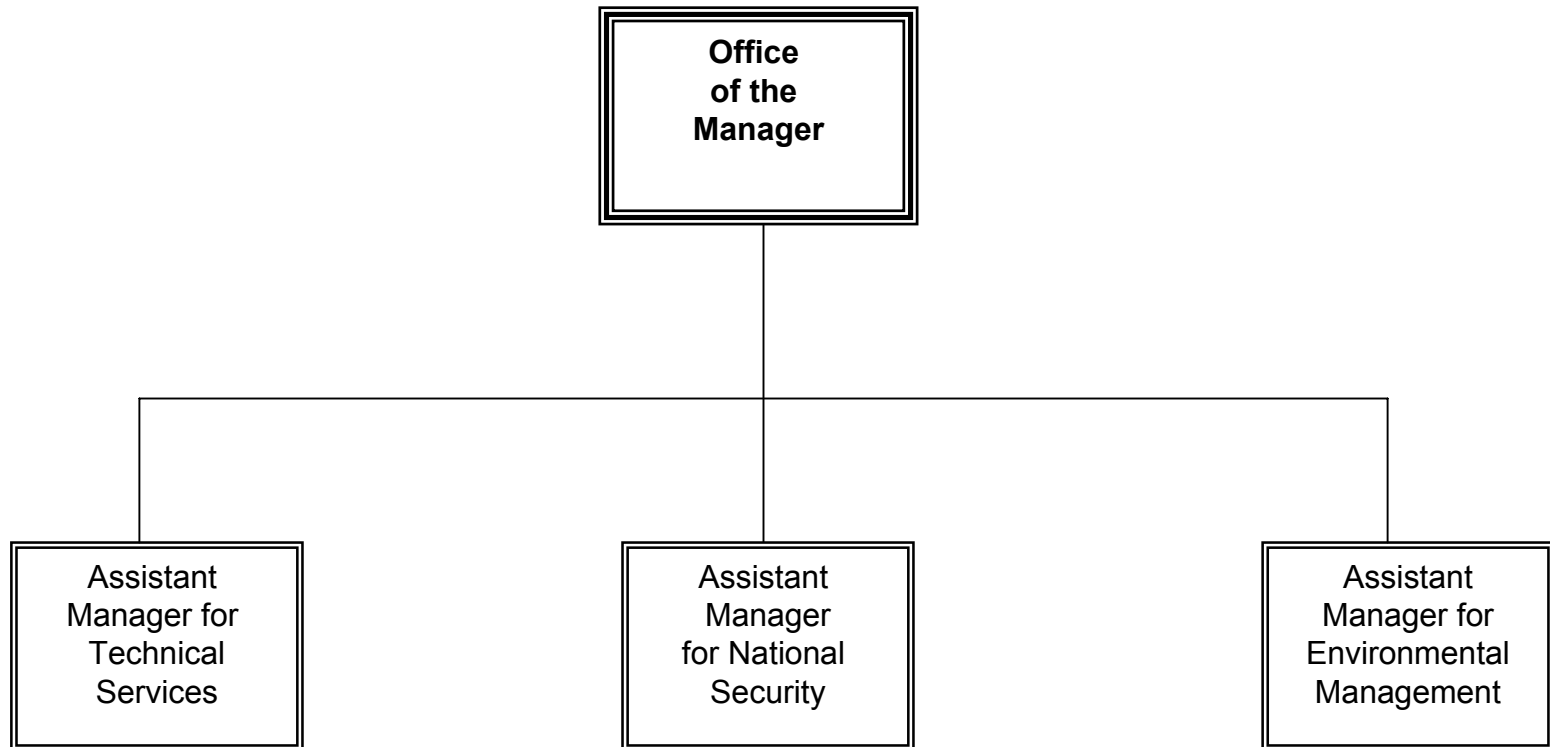 Office
of the
Manager
Assistant
Manager for
Technical
Services
Assistant
Manager
for National
Security
Assistant
Manager for
Environmental
Management